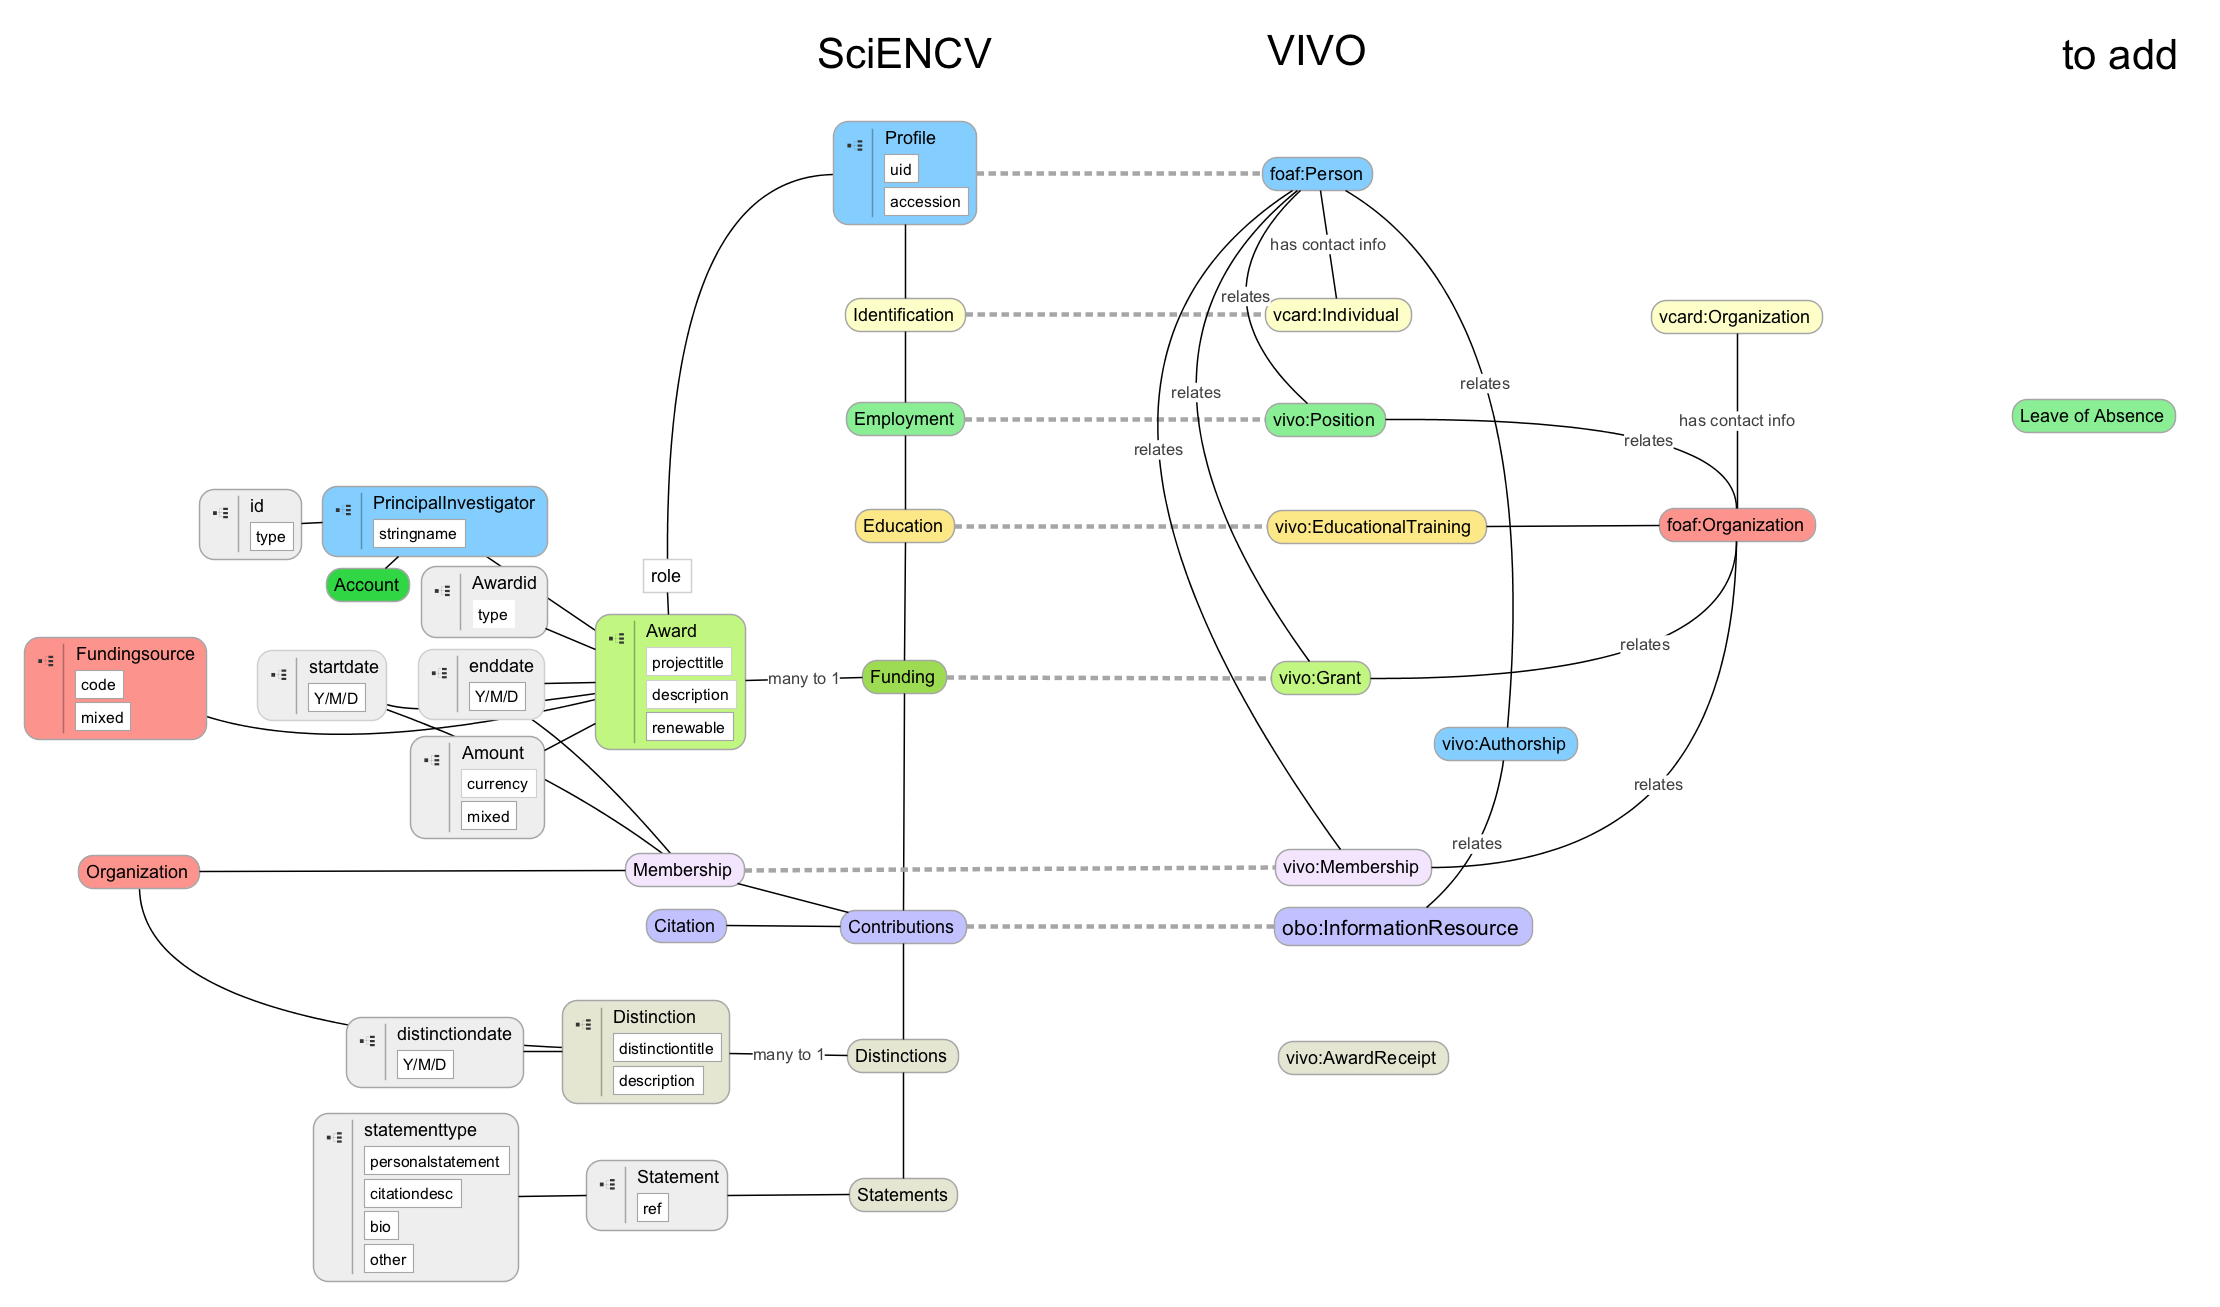 SciENCV
VIVO
to add
Profile
uid
accession
foaf:Person
has contact info
relates
Identification
vcard:Individual
vcard:Organization
relates
relates
Employment
vivo:Position
has contact info
Leave of Absence
relates
relates
id
type
PrincipalInvestigator
stringname
Education
vivo:EducationalTraining
foaf:Organization
Account
Awardid
type
role
Award
projecttitle
description
renewable
Fundingsource
code
mixed
startdate
Y/M/D
enddate
Y/M/D
many to 1
Funding
vivo:Grant
relates
Amount
currency
mixed
vivo:Authorship
relates
relates
Organization
Membership
vivo:Membership
Citation
Contributions
obo:InformationResource
distinctiondate
Y/M/D
Distinction
distinctiontitle
description
many to 1
Distinctions
vivo:AwardReceipt
statementtype
personalstatement
citationdesc
bio
other
Statement
ref
Statements